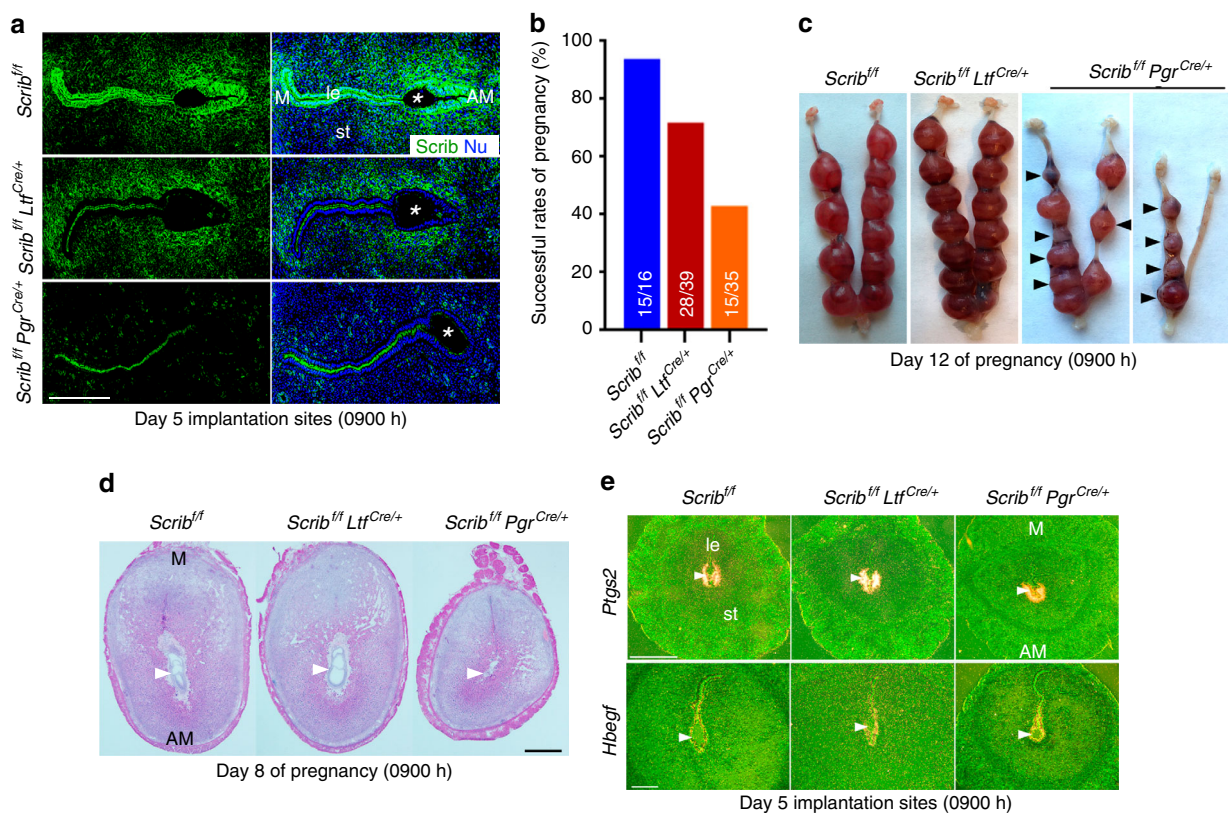 a
Scrib^f/f
M
le
AM
*
st
Scrib Nu
Scrib^f/f Ltf^Cre/+
*
Scrib^f/f Pgr^Cre/+
*
Day 5 implantation sites (0900 h)
b
Successful rates of pregnancy (%)
100
80
60
40
20
0
15/16
28/39
15/35
Scrib^f/f
Scrib^f/f Ltf^Cre/+
Scrib^f/f Pgr^Cre/+
c
Scrib^f/f
Scrib^f/f Ltf^Cre/+
Scrib^f/f Pgr^Cre/+
Day 12 of pregnancy (0900 h)
d
Scrib^f/f
Scrib^f/f Ltf^Cre/+
Scrib^f/f Pgr^Cre/+
M
AM
Day 8 of pregnancy (0900 h)
e
Scrib^f/f
Scrib^f/f Ltf^Cre/+
Scrib^f/f Pgr^Cre/+
Ptgs2
le
st
M
AM
Hbegf
Day 5 implantation sites (0900 h)